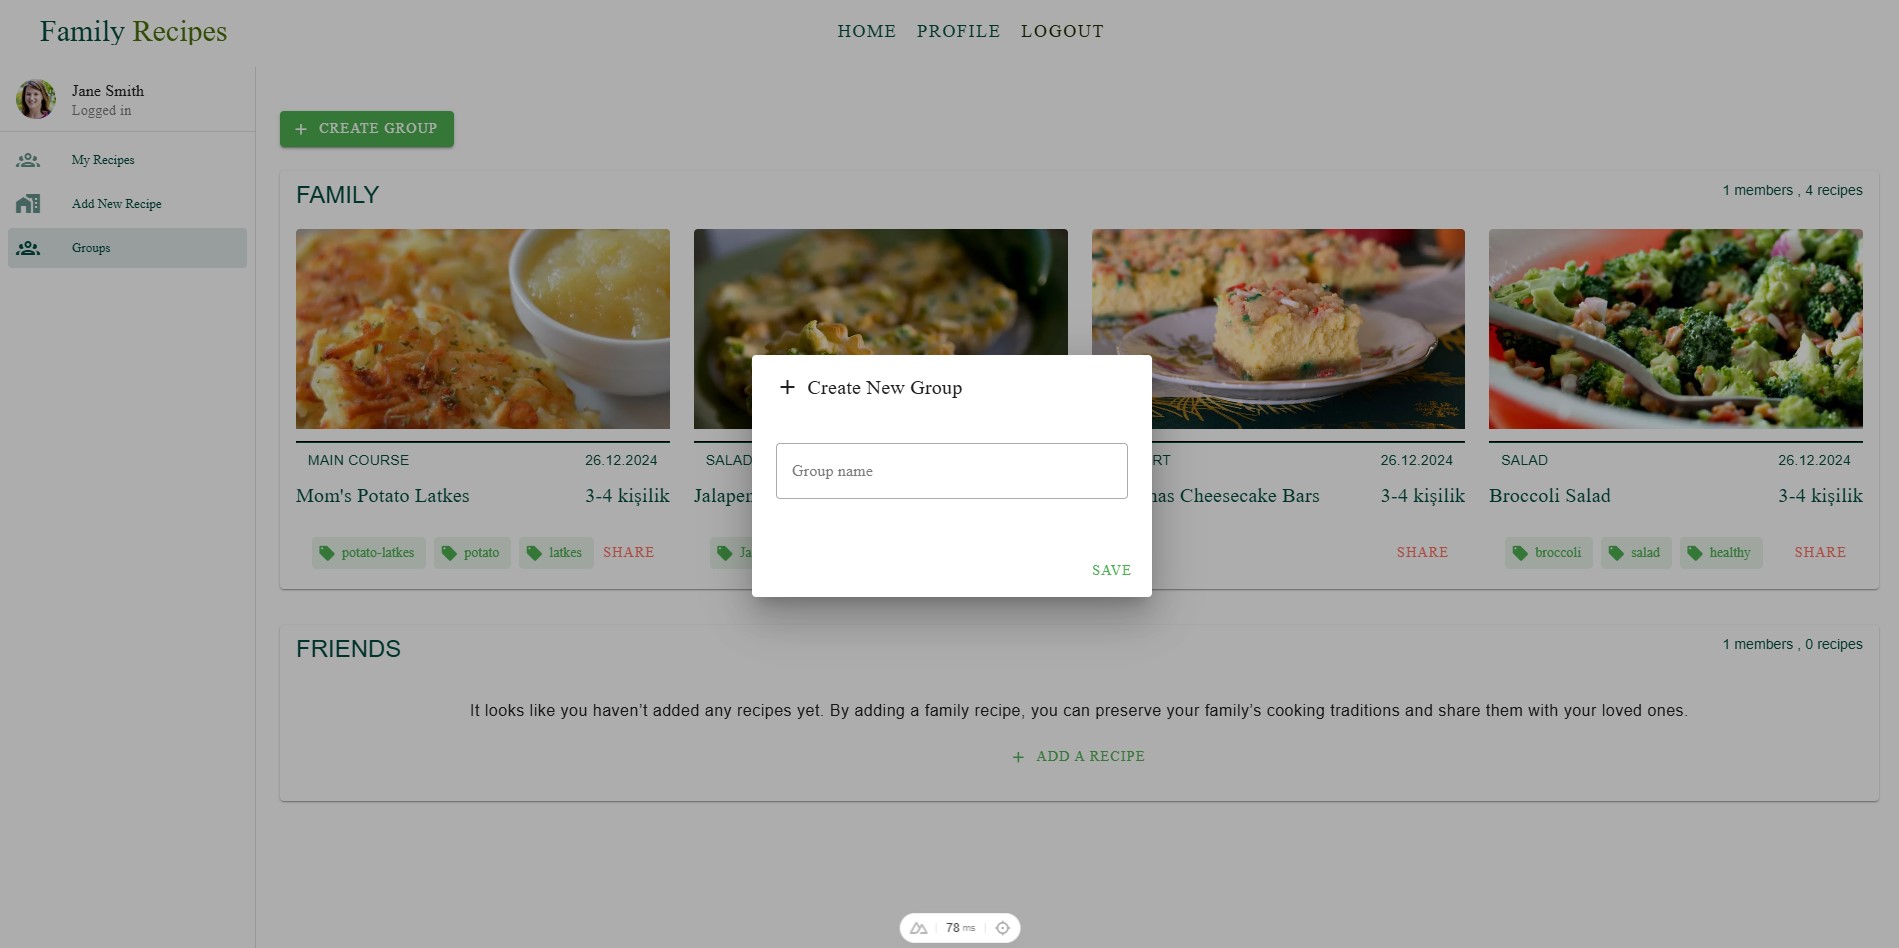 Family Recipes
HOME PROFILE LOGOUT
Jane Smith
Logged in
My Recipes
Add New Recipe
Groups
CREATE GROUP
FAMILY
1 members , 4 recipes
MAIN COURSE 26.12.2024
Mom's Potato Latkes 3-4 kişilik
potato-latkes potato latkes SHARE
SALAD
26.12.2024
Cheesecake Bars 3-4 kişilik
SHARE
SALAD 26.12.2024
Broccoli Salad 3-4 kişilik
broccoli salad healthy SHARE
Create New Group
Group name
SAVE
FRIENDS
1 members , 0 recipes
It looks like you haven’t added any recipes yet. By adding a family recipe, you can preserve your family’s cooking traditions and share them with your loved ones.
ADD A RECIPE
78 ms